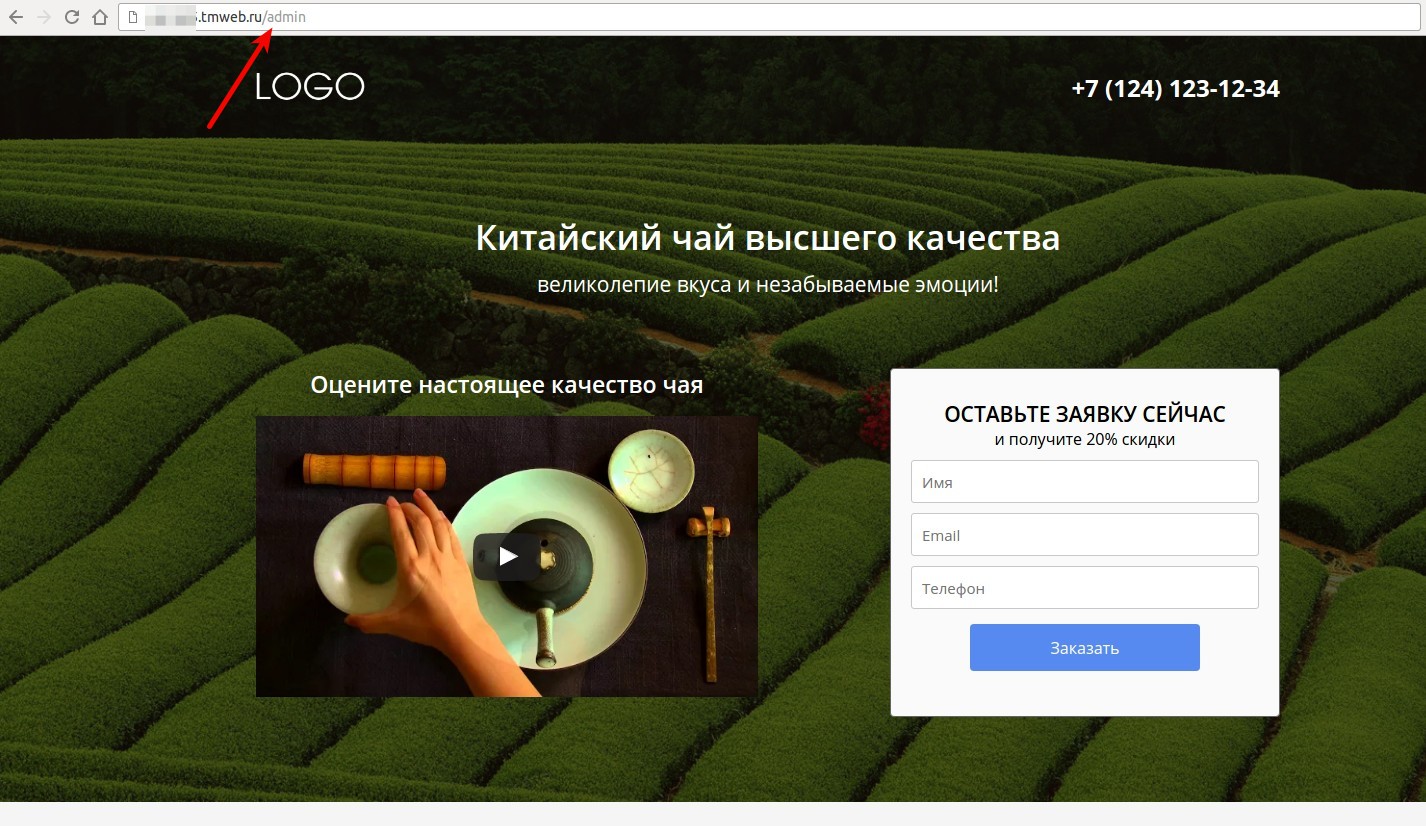 .tmweb.ru/admin
LOGO
+7 (124) 123-12-34
Китайский чай высшего качества
великолепие вкуса и незабываемые эмоции!
Оцените настоящее качество чая
ОСТАВЬТЕ ЗАЯВКУ СЕЙЧАС
и получите 20% скидки
Имя
Email
Телефон
Заказать